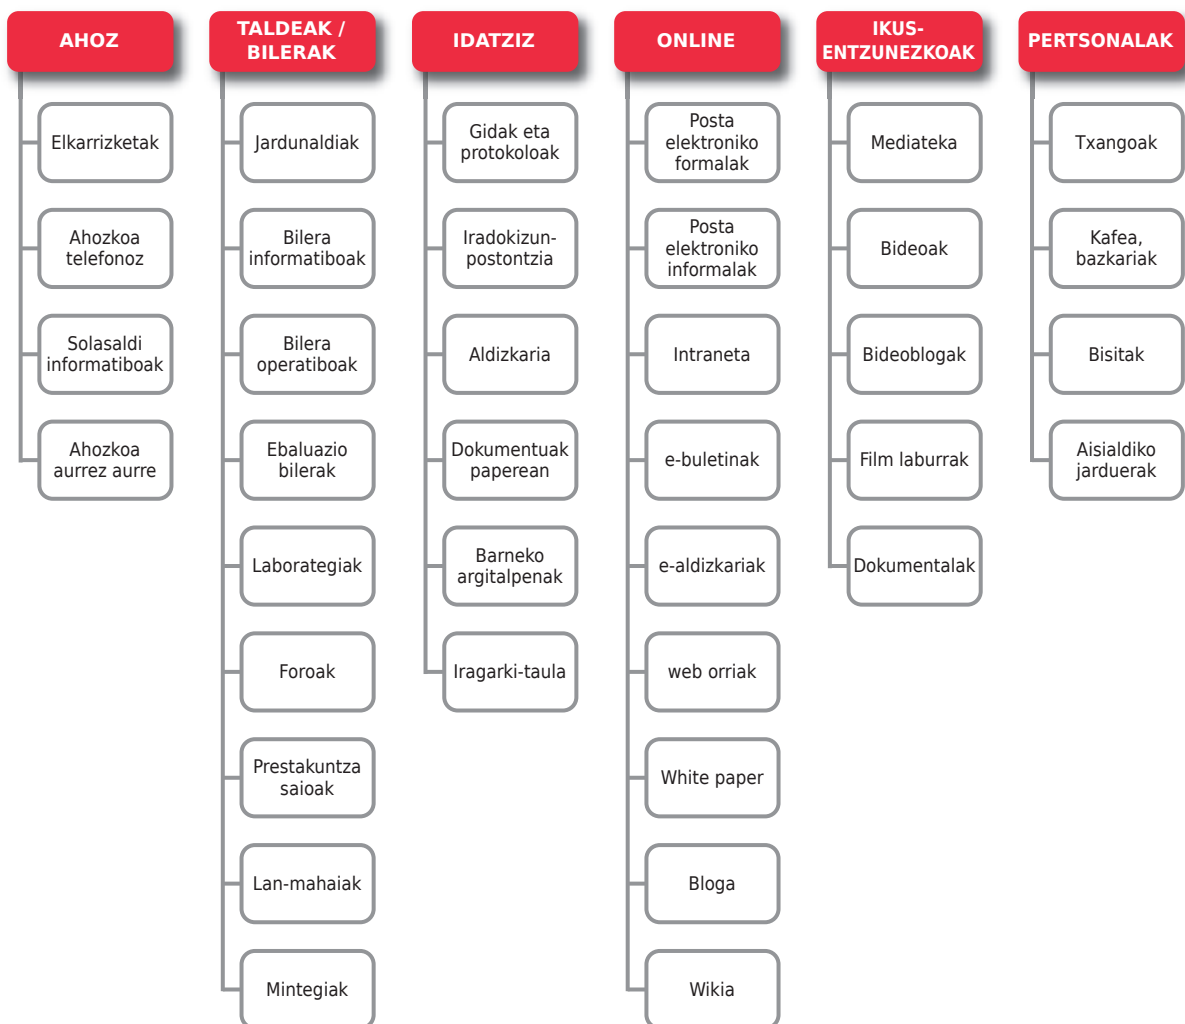 AHOZ
Elkarrizketak
Ahozkoa
telefonoz
Solasaldi
informatiboak
Ahozkoa
aurrez aurre
TALDEAK /
BILERAK
Jardunaldiak
Bilera
informatiboak
Bilera
operatiboak
Ebaluazio
bilerak
Laborategiak
Foroak
Prestakuntza
saioak
Lan-mahaiak
Mintegiak
IDATZIZ
Gidak eta
protokoloak
Iradokizun-
postontzia
Aldizkaria
Dokumentuak
paperean
Barneko
argitalpenak
Iragarki-taula
ONLINE
Posta
elektroniko
formalak
Posta
elektroniko
informalak
Intraneta
e-buletinak
e-aldizkariak
web orriak
White paper
Bloga
Wikia
IKUS-
ENTZUNEZKOAK
Mediateka
Bideoak
Bideoblogak
Film laburrak
Dokumentalak
PERTSONALAK
Txangoak
Kafea,
bazkariak
Bisitak
Aisialdiko
jarduerak